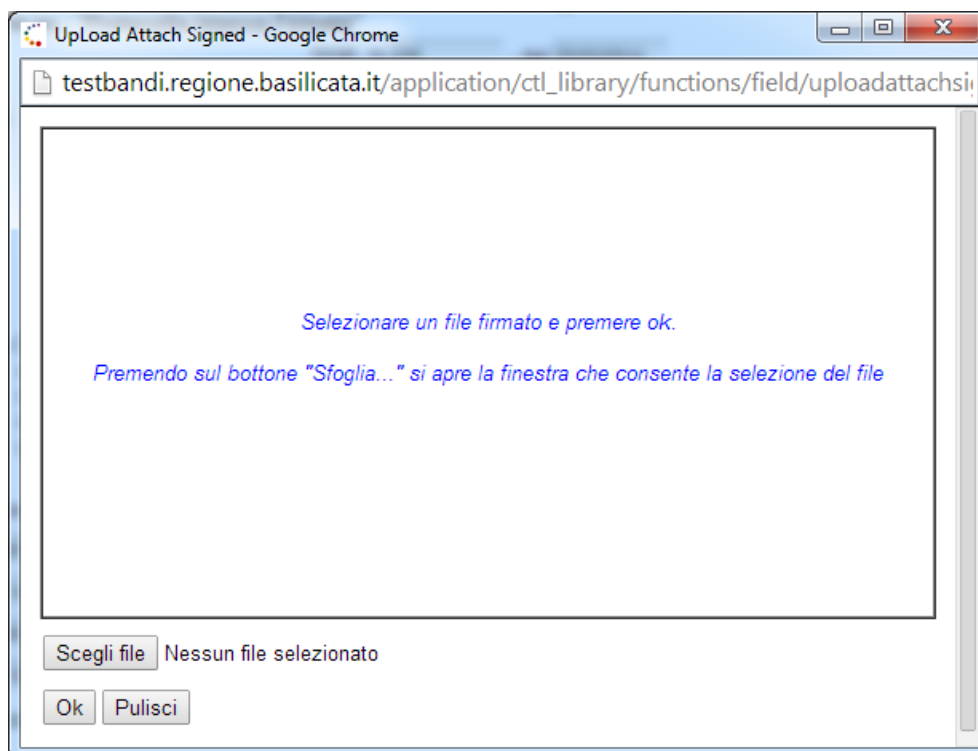 UpLoad Attach Signed - Google Chrome
testbandi.regione.basilicata.it/application/ctl_library/functions/field/uploadattachsi
Selezionare un file firmato e premere ok.
Premendo sul bottone "Sfoglia..." si apre la finestra che consente la selezione del file
Scegli file Nessun file selezionato
Ok Pulisci